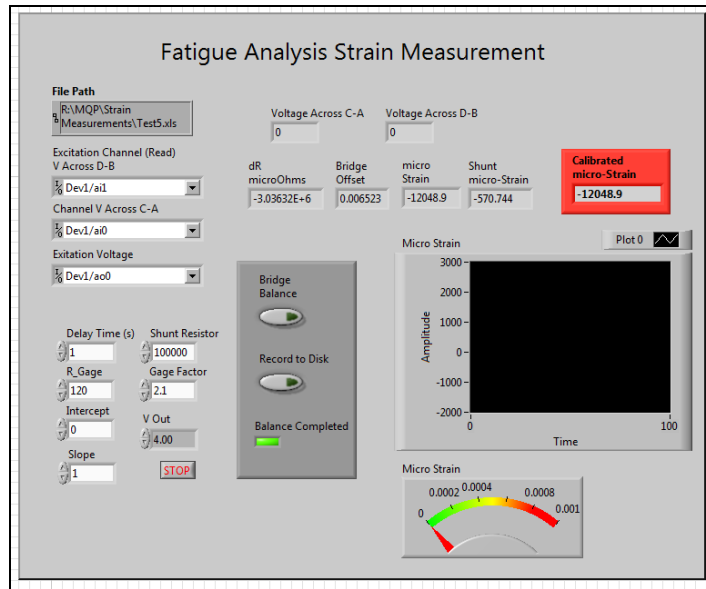 Fatigue Analysis Strain Measurement
File Path
R:\MQP\Strain
Measurements\Test5.xls
Voltage Across C-A
0
Voltage Across D-B
0
Excitation Channel (Read)
V Across D-B
Dev1/ai1
Channel V Across C-A
Dev1/ai0
Exitation Voltage
Dev1/ao0
dR
microOhms
-3.03632E+6
Bridge
Offset
0.006523
micro
Strain
-12048.9
Shunt
micro-Strain
-570.744
Calibrated
micro-Strain
-12048.9
Delay Time (s)
1
Shunt Resistor
100000
R_Gage
120
Gage Factor
2.1
Intercept
0
V Out
4.00
Slope
1
STOP
Bridge
Balance
Record to Disk
Balance Completed
Micro Strain
Plot 0
Amplitude
3000
2000
1000
0
-1000
-2000
0
100
Time
Micro Strain
0
0.0002
0.0004
0.0008
0.001